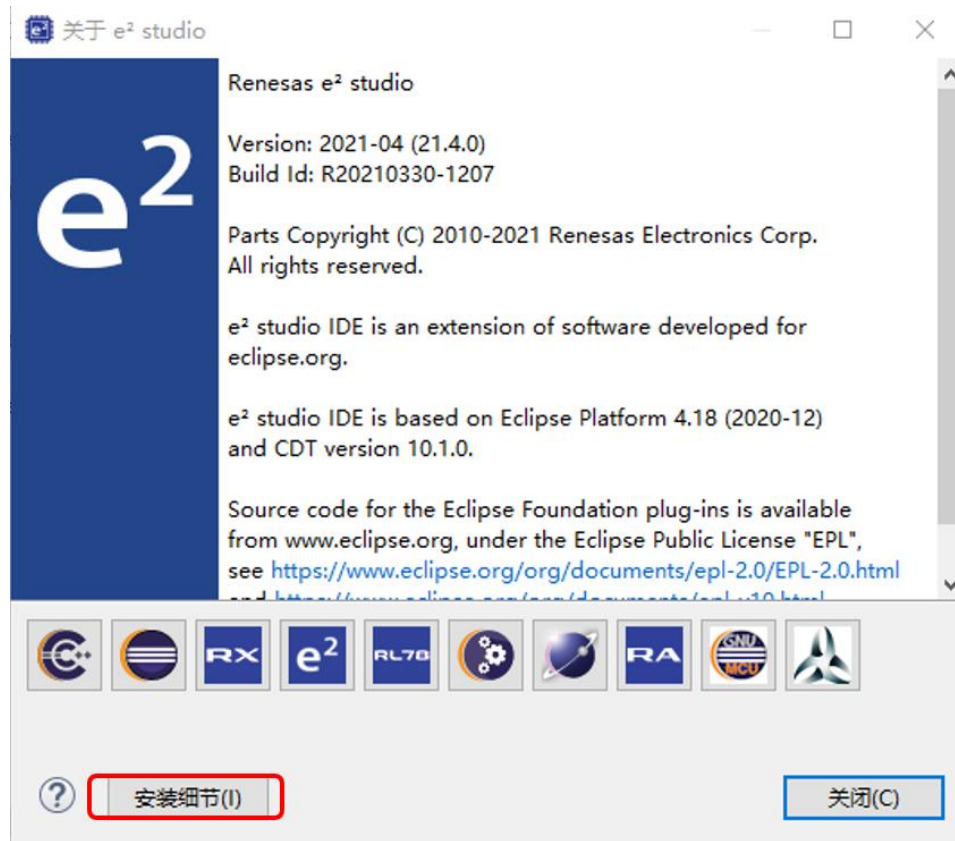 关于 e² studio
Renesas e² studio
Version: 2021-04 (21.4.0)
Build Id: R20210330-1207
Parts Copyright (C) 2010-2021 Renesas Electronics Corp.
All rights reserved.
e² studio IDE is an extension of software developed for
eclipse.org.
e² studio IDE is based on Eclipse Platform 4.18 (2020-12)
and CDT version 10.1.0.
Source code for the Eclipse Foundation plug-ins is available
from www.eclipse.org, under the Eclipse Public License "EPL",
see https://www.eclipse.org/org/documents/epl-2.0/EPL-2.0.html
e²
C
RX
e²
RL78
RA
GNU
MCU
?
安装细节(I)
关闭(C)